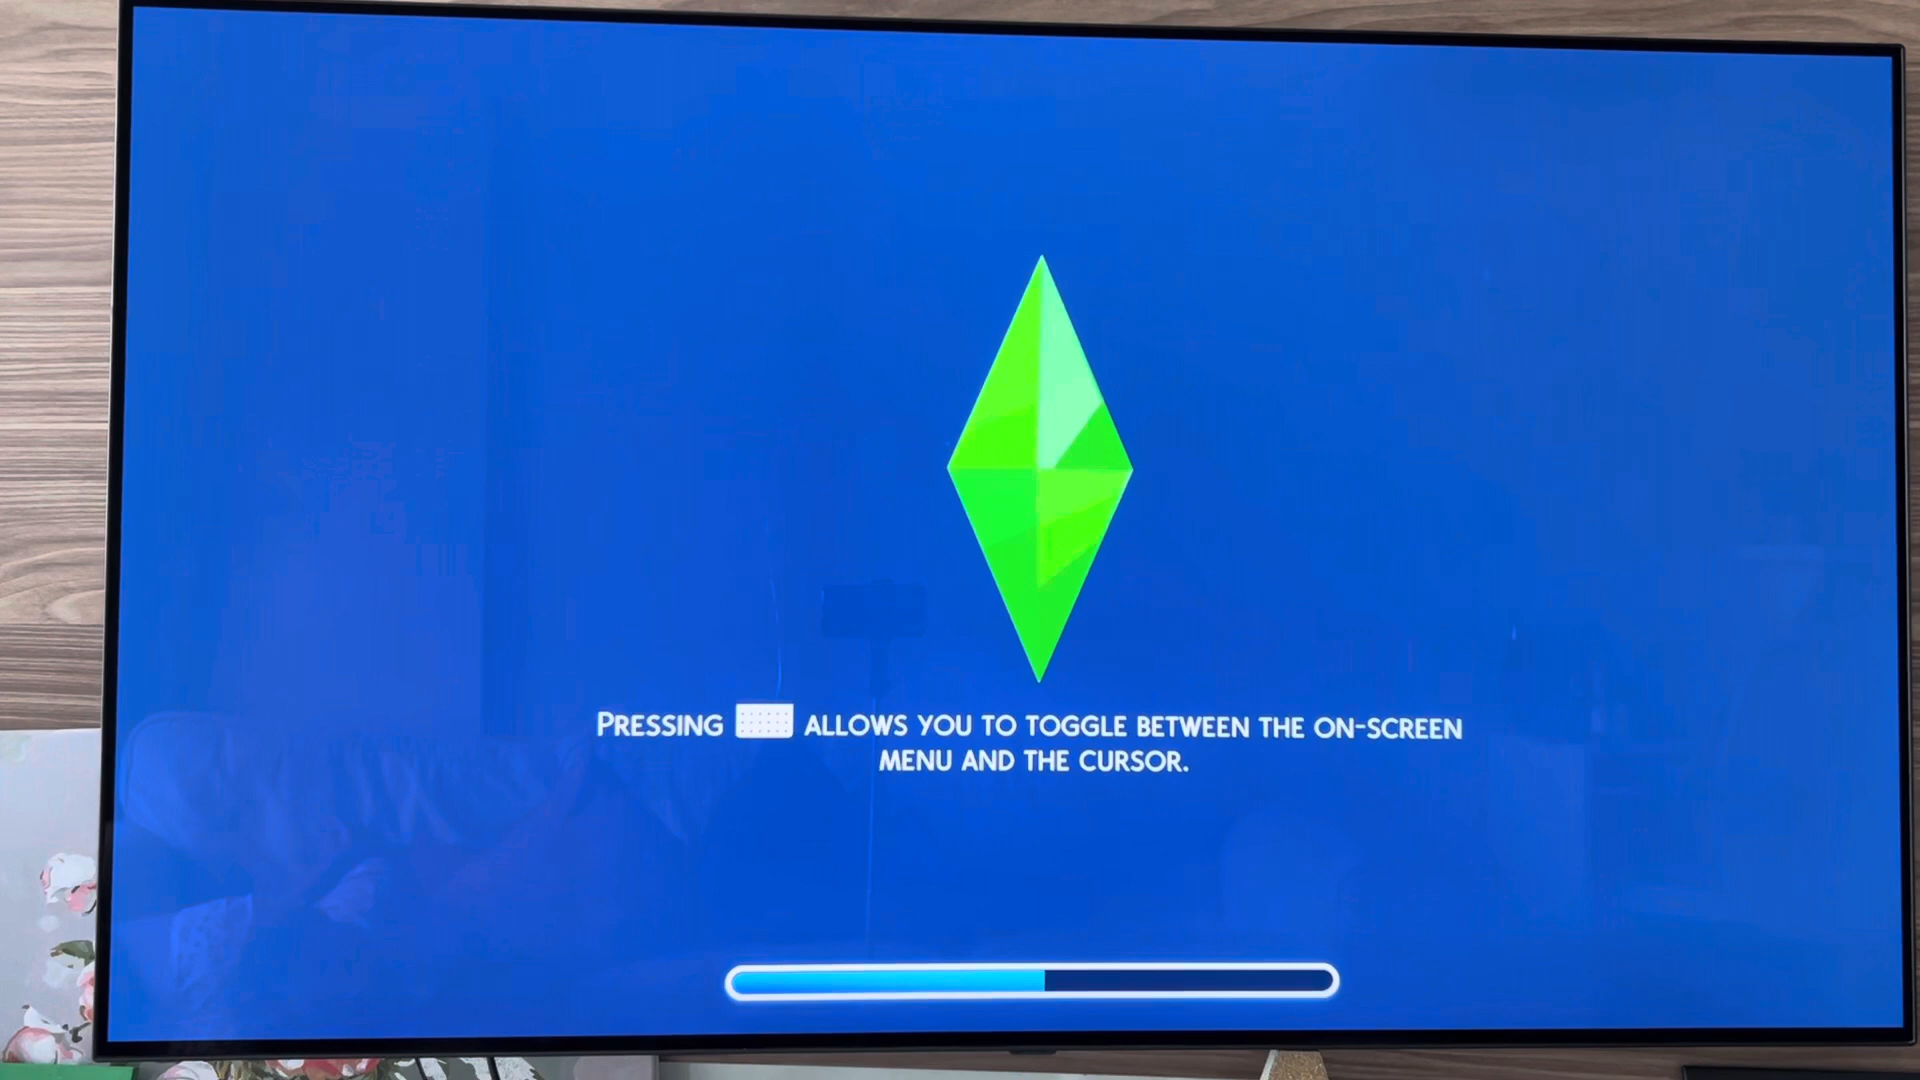 PRESSING ALLOWS YOU TO TOGGLE BETWEEN THE ON-SCREEN
MENU AND THE CURSOR.